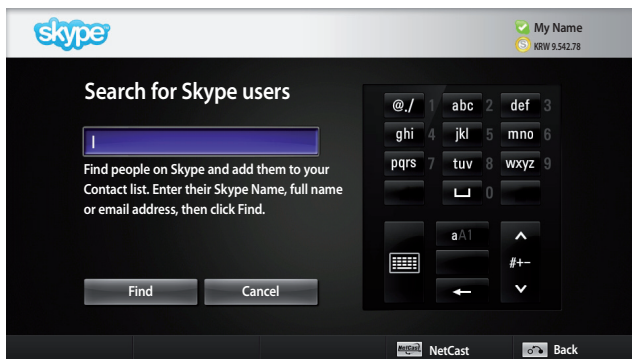 skype
My Name
KRW 9.542.78
Search for Skype users
Find people on Skype and add them to your
Contact list. Enter their Skype Name, full name
or email address, then click Find.
Find Cancel
@./ 1 abc 2 def 3
ghi 4 jkl 5 mno 6
pqrs 7 tuv 8 wxyz 9
0
aA1
#+−
NetCast NetCast Back